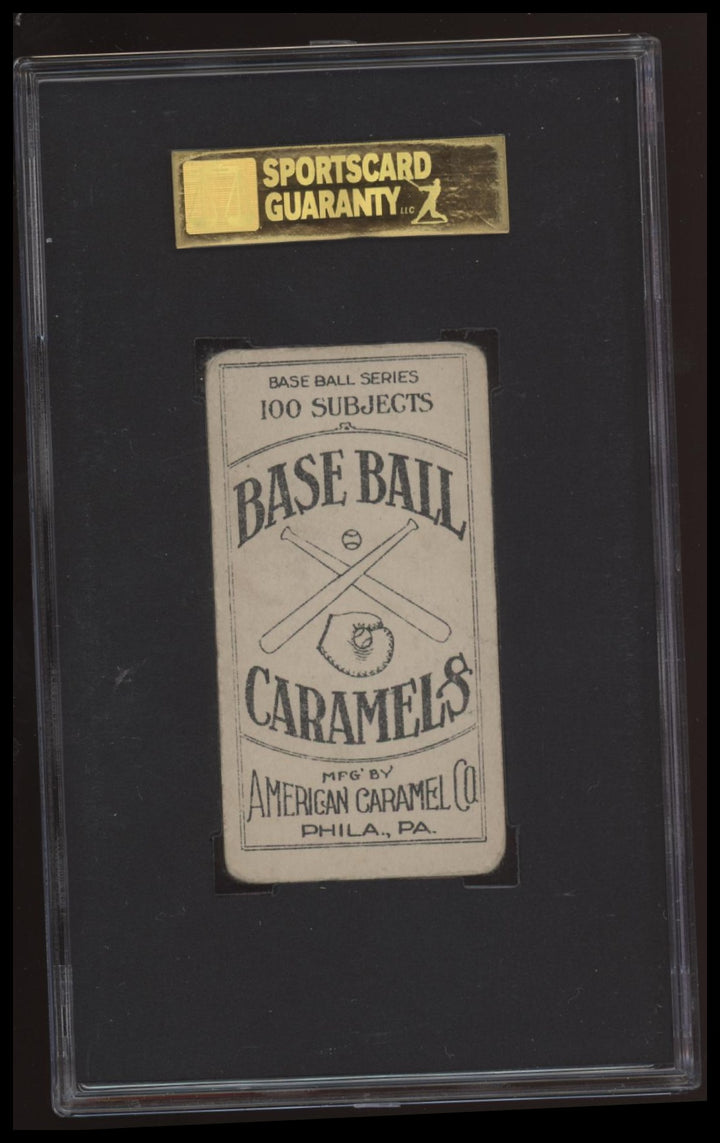 SPORTSCARD
GUARANTY LLC
BASE BALL SERIES
100 SUBJECTS
BASE BALL
CARAMELS
MFG' BY
AMERICAN CARAMEL CO
PHILA., PA.